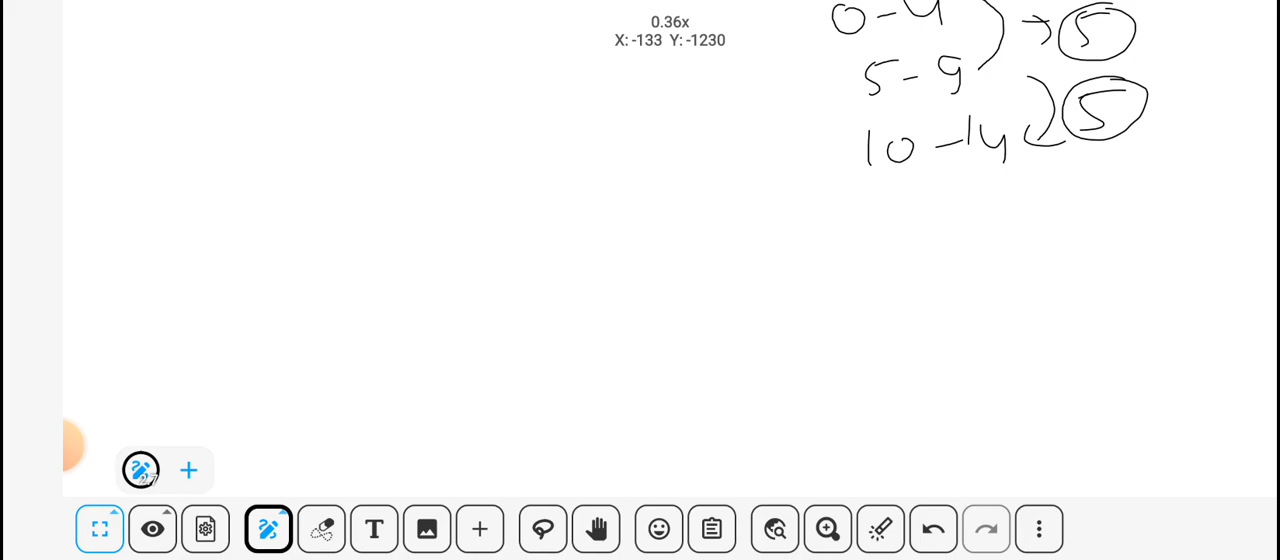 0.36x
X: -133 Y: -1230
0 - 4 → 5
5 - 9
10 - 14 5
T